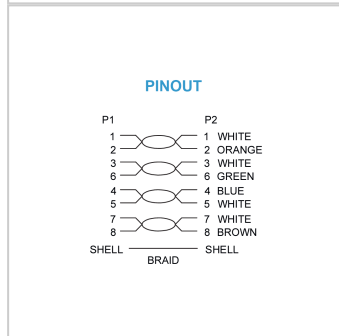 PINOUT
P1 P2
1 1 WHITE
2 2 ORANGE
3 3 WHITE
6 6 GREEN
4 4 BLUE
5 5 WHITE
7 7 WHITE
8 8 BROWN
SHELL SHELL
BRAID